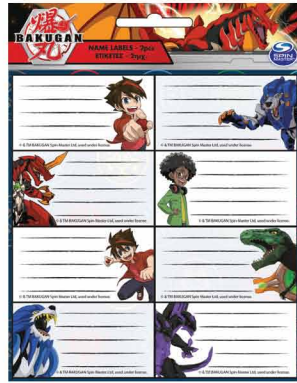 爆丸
BAKUGAN
NAME LABELS - 2pcs
ΕΤΙΚΕΤΕΣ - 2τμχ
SPIN MASTER
© & TM BAKUGAN Spin Master Ltd, used under license.
© & TM BAKUGAN Spin Master Ltd, used under license.
© & TM BAKUGAN Spin Master Ltd, used under license.
© & TM BAKUGAN Spin Master Ltd, used under license.
© & TM BAKUGAN Spin Master Ltd, used under license.
© & TM BAKUGAN Spin Master Ltd, used under license.
© & TM BAKUGAN Spin Master Ltd, used under license.
© & TM BAKUGAN Spin Master Ltd, used under license.